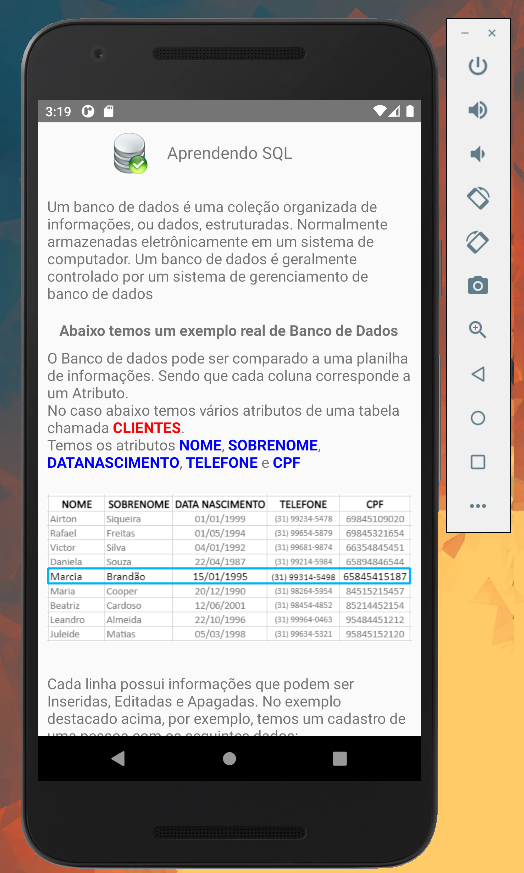 3:19
Aprendendo SQL
Um banco de dados é uma coleção organizada de
informações, ou dados, estruturadas. Normalmente
armazenadas eletrônicamente em um sistema de
computador. Um banco de dados é geralmente
controlado por um sistema de gerenciamento de
banco de dados
Abaixo temos um exemplo real de Banco de Dados
O Banco de dados pode ser comparado a uma planilha
de informações. Sendo que cada coluna corresponde a
um Atributo.
No caso abaixo temos vários atributos de uma tabela
chamada CLIENTES.
Temos os atributos NOME, SOBRENOME,
DATANASCIMENTO, TELEFONE e CPF
NOME SOBRENOME DATA NASCIMENTO TELEFONE CPF
Airton Siqueira 01/01/1999 (31) 99234-5478 69845109020
Rafael Freitas 01/05/1994 (31) 99654-5879 69845321654
Victor Silva 04/01/1992 (31) 99681-9874 66354845451
Daniela Souza 22/04/1987 (31) 99214-5984 65894846544
Marcia Brandão 15/01/1995 (31) 99314-5498 65845415187
Maria Cooper 20/12/1990 (31) 98264-5954 84515215457
Beatriz Cardoso 12/06/2001 (31) 98454-4852 85214452154
Leandro Almeida 22/10/1996 (31) 99964-0463 95484451212
Juleide Matias 05/03/1998 (31) 99634-5321 95845152120
Cada linha possui informações que podem ser
Inseridas, Editadas e Apagadas. No exemplo
destacado acima, por exemplo, temos um cadastro de
uma pessoa com os seguintes dados: